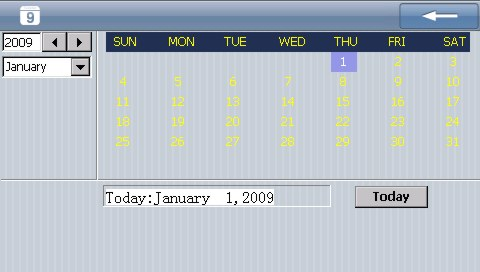 9
2009
January
SUN MON TUE WED THU FRI SAT
1 2 3
4 5 6 7 8 9 10
11 12 13 14 15 16 17
18 19 20 21 22 23 24
25 26 27 28 29 30 31
Today:January 1,2009
Today